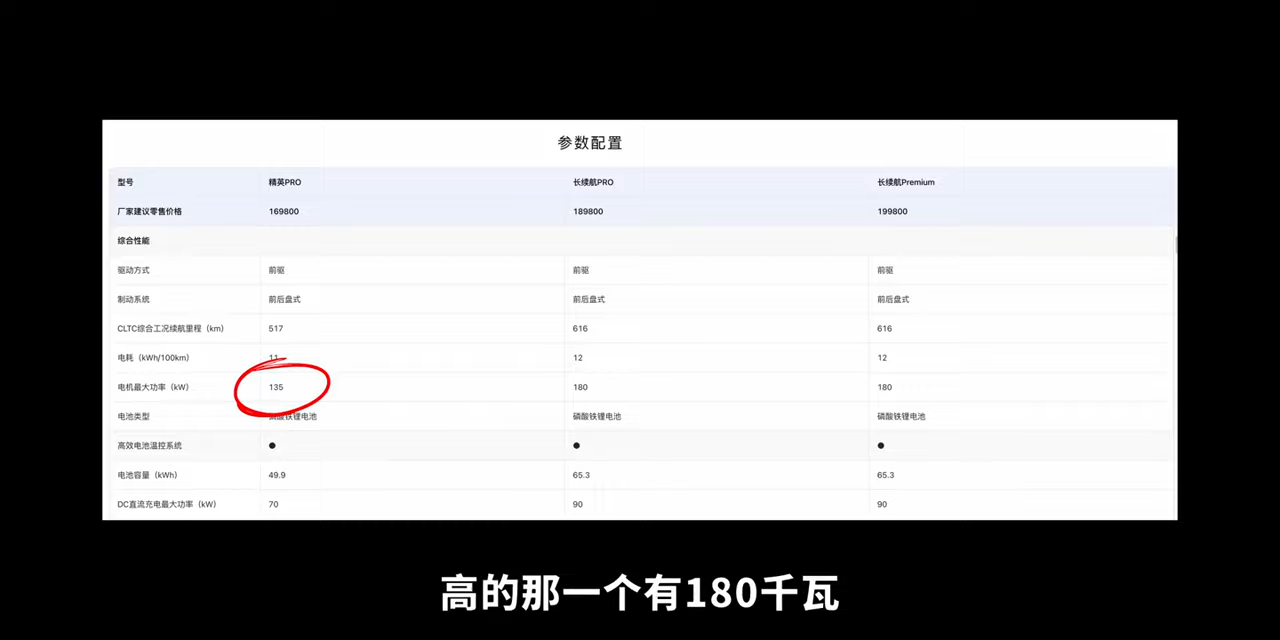 参数配置
型号 精英PRO 长续航PRO 长续航Premium
厂家建议零售价格 169800 189800 199800
综合性能
驱动方式 前驱 前驱 前驱
制动系统 前后盘式 前后盘式 前后盘式
CLTC综合工况续航里程（km） 517 616 616
电耗（kWh/100km） 11 12 12
电机最大功率（kW） 135 180 180
电池类型 磷酸铁锂电池 磷酸铁锂电池 磷酸铁锂电池
高效电池温控系统 ● ● ●
电池容量（kWh） 49.9 65.3 65.3
DC直流充电最大功率（kW） 70 90 90
高的那一个有180千瓦